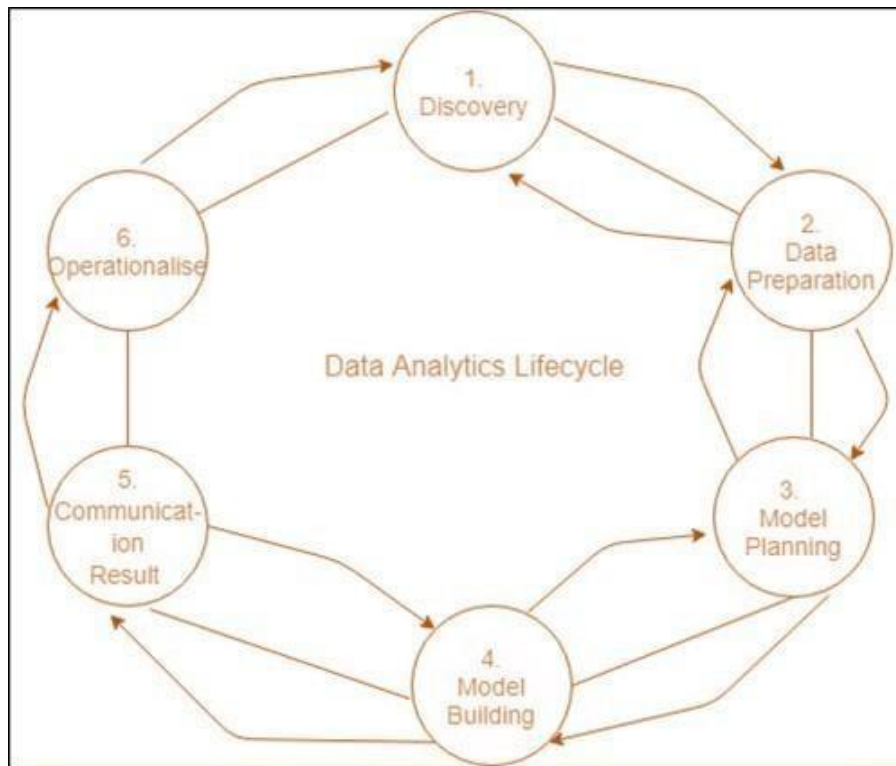 1.
Discovery
2.
Data
Preparation
3.
Model
Planning
4.
Model
Building
5.
Communicat-
ion
Result
6.
Operationalise
Data Analytics Lifecycle